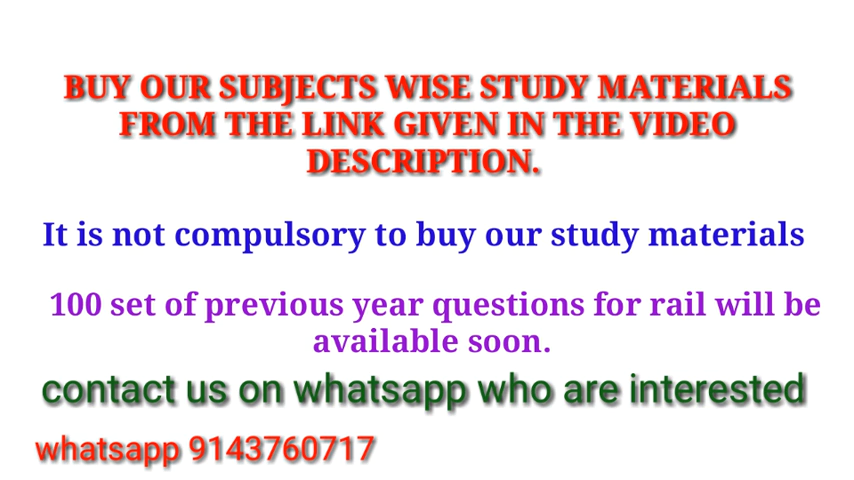 BUY OUR SUBJECTS WISE STUDY MATERIALS
FROM THE LINK GIVEN IN THE VIDEO
DESCRIPTION.
It is not compulsory to buy our study materials
100 set of previous year questions for rail will be
available soon.
contact us on whatsapp who are interested
whatsapp 9143760717